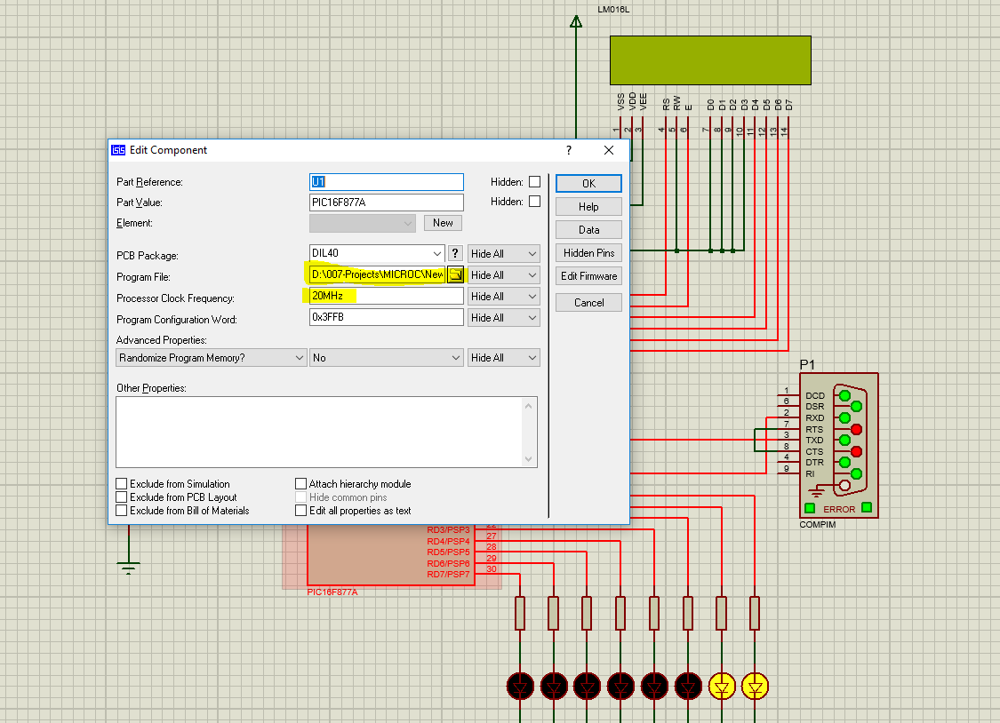 LM016L
VSS VDD VEE RS RW E D0 D1 D2 D3 D4 D5 D6 D7
1 2 3 4 5 6 7 8 9 10 11 12 13 14
ISIS Edit Component ?
Part Reference: U1 Hidden:
Part Value: PIC16F877A Hidden:
Element: New
PCB Package: DIL40 ? Hide All
Program File: D:\007-Projects\MICROC\New Hide All
Processor Clock Frequency: 20MHz Hide All
Program Configuration Word: 0x3FFB Hide All
Advanced Properties:
Randomize Program Memory? No Hide All
Other Properties:
Exclude from Simulation Attach hierarchy module
Exclude from PCB Layout Hide common pins
Exclude from Bill of Materials Edit all properties as text
OK
Help
Data
Hidden Pins
Edit Firmware
Cancel
P1
1 DCD
6 DSR
2 RXD
7 RTS
3 TXD
8 CTS
4 DTR
9 RI
ERROR
COMPIM
RD3/PSP3
RD4/PSP4 27
RD5/PSP5 28
RD6/PSP6 29
RD7/PSP7 30
PIC16F877A